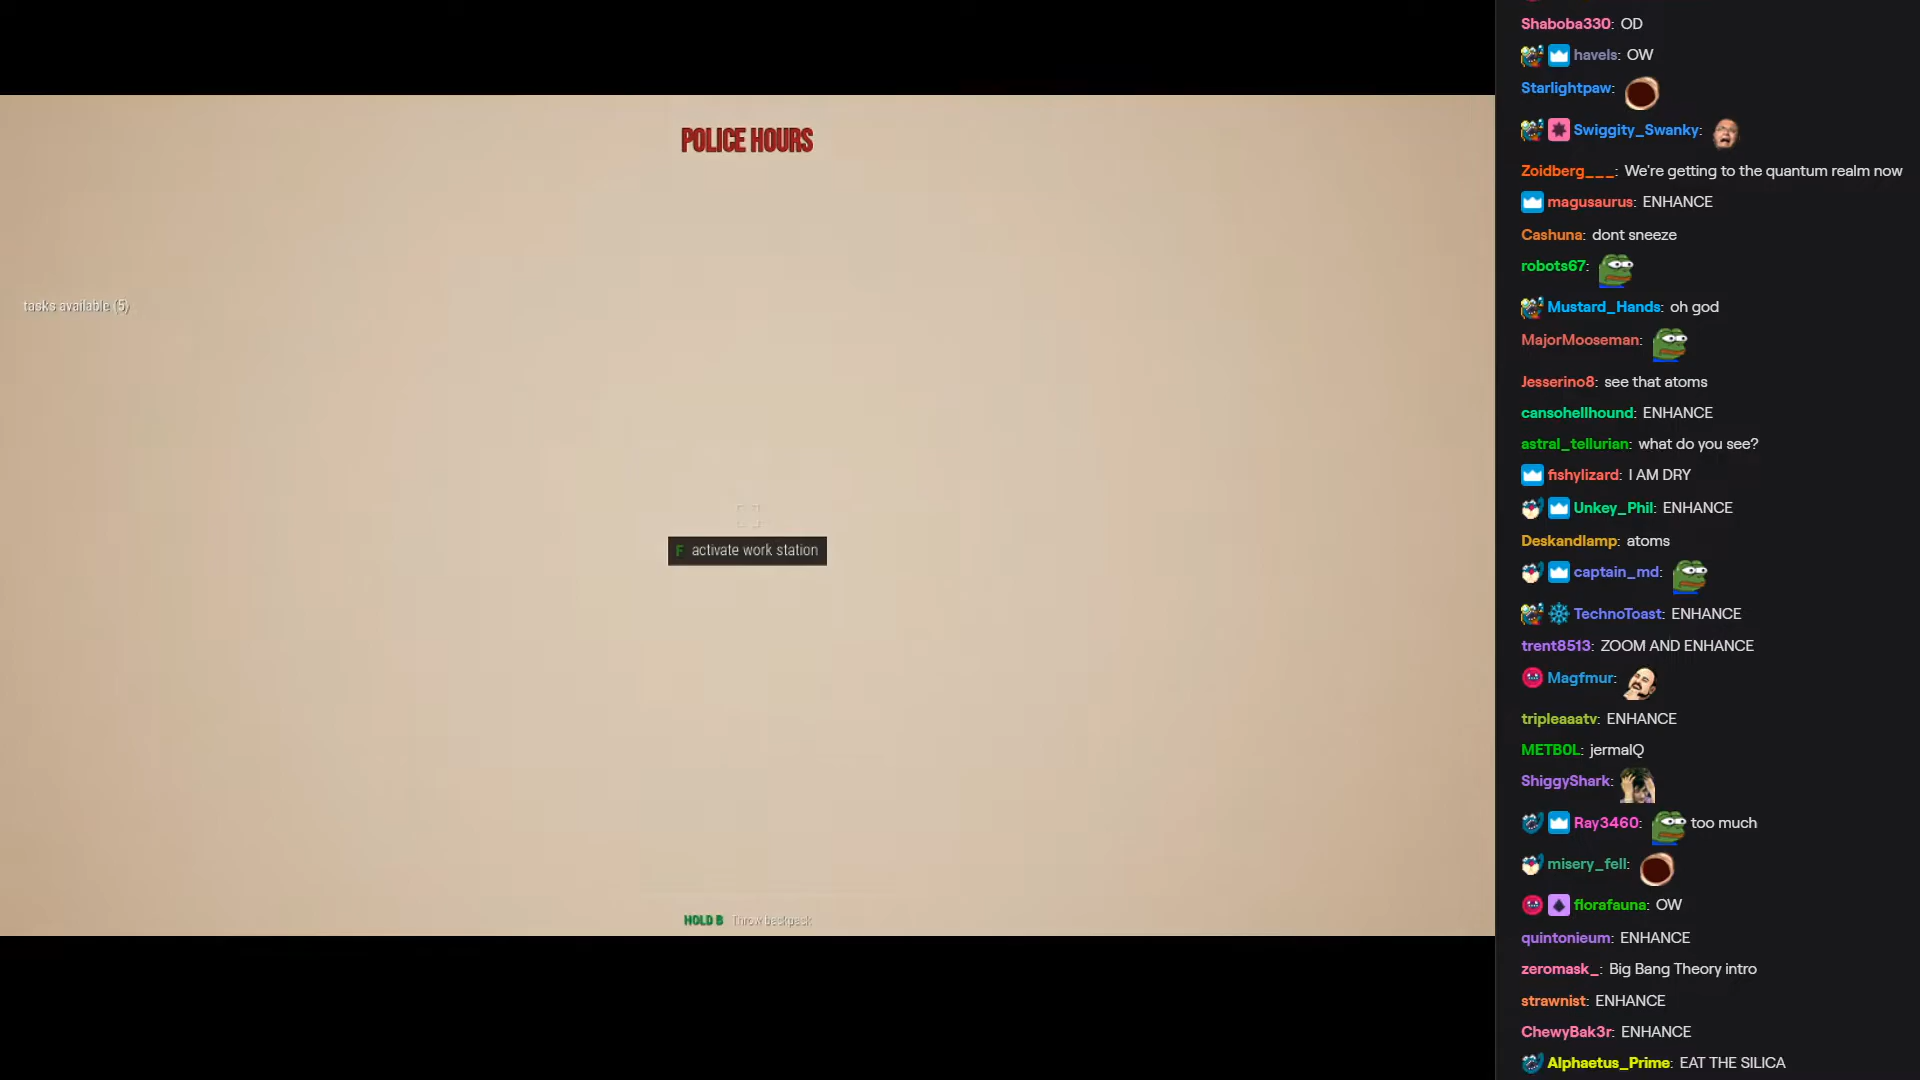 POLICE HOURS
tasks available (5)
F activate work station
HOLD B Throw backpack
Shaboba330: OD
havels: OW
Starlightpaw:
Swiggity_Swanky:
Zoidberg___: We're getting to the quantum realm now
magusaurus: ENHANCE
Cashuna: dont sneeze
robots67:
Mustard_Hands: oh god
MajorMooseman:
Jesserino8: see that atoms
cansohellhound: ENHANCE
astral_tellurian: what do you see?
fishylizard: I AM DRY
Unkey_Phil: ENHANCE
Deskandlamp: atoms
captain_md:
TechnoToast: ENHANCE
trent8513: ZOOM AND ENHANCE
Magfmur:
tripleaaatv: ENHANCE
METBOL: jermaIQ
ShiggyShark:
Ray3460: too much
misery_fell:
florafauna: OW
quintonieum: ENHANCE
zeromask_: Big Bang Theory intro
strawnist: ENHANCE
ChewyBak3r: ENHANCE
Alphaetus_Prime: EAT THE SILICA